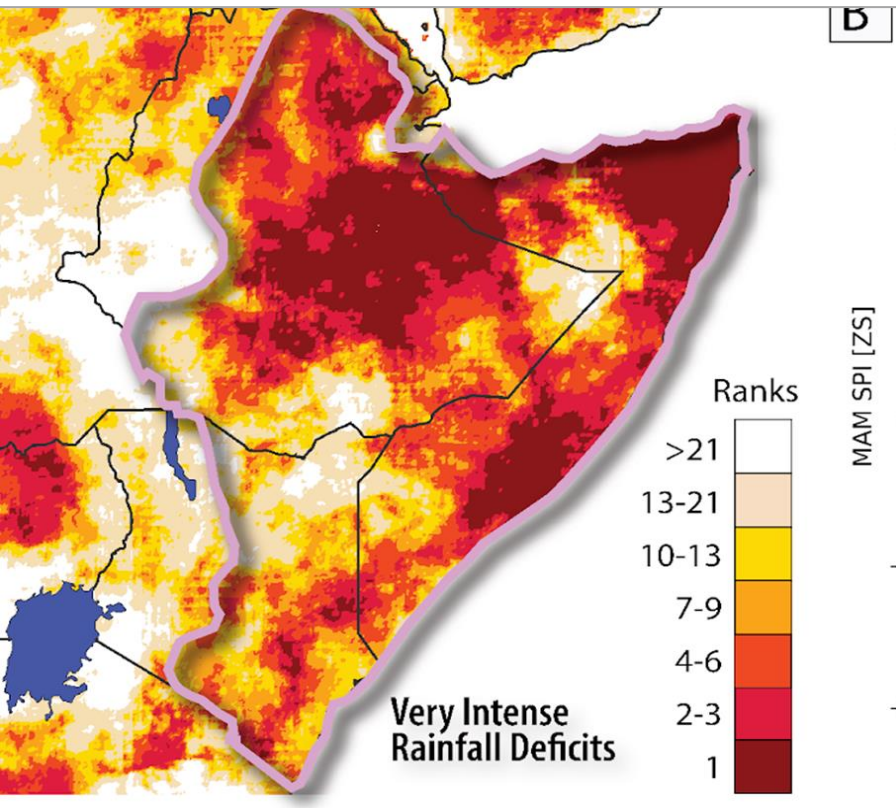 B
MAM SPI [ZS]
Ranks
>21
13-21
10-13
7-9
4-6
2-3
1
Very Intense
Rainfall Deficits